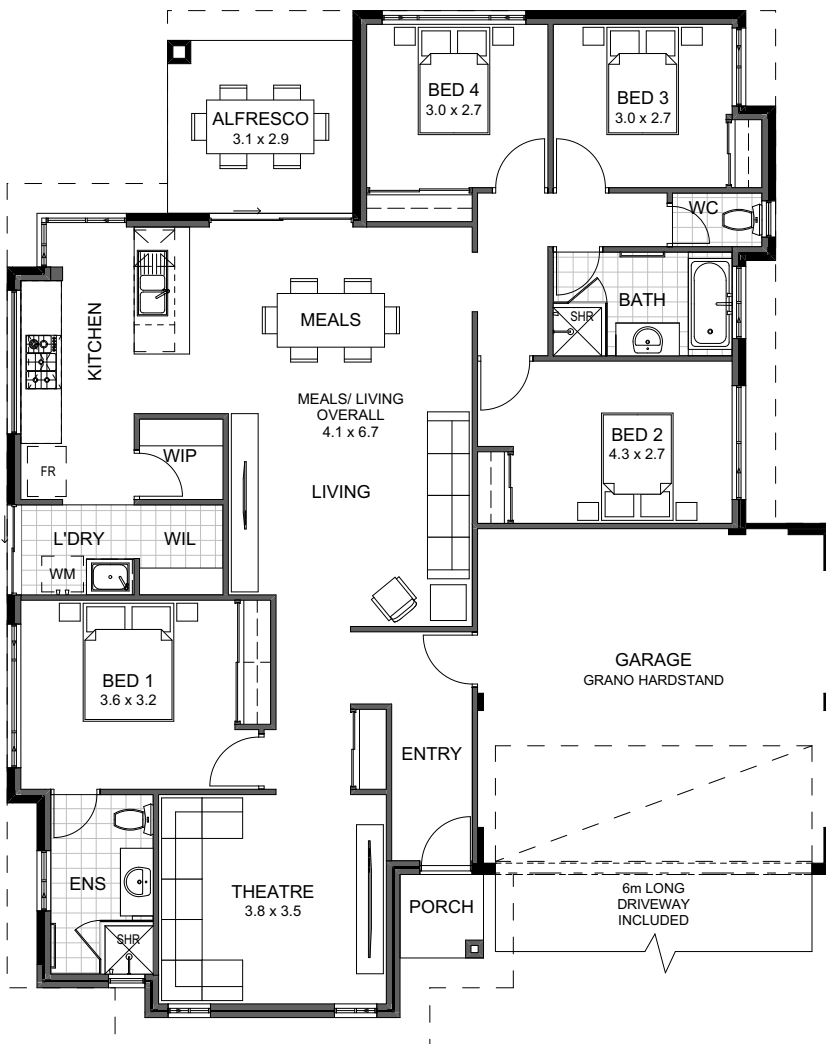 BED 4
3.0 x 2.7
BED 3
3.0 x 2.7
ALFRESCO
3.1 x 2.9
WC
KITCHEN
MEALS
BATH
SHR
MEALS/ LIVING
OVERALL
4.1 x 6.7
BED 2
4.3 x 2.7
WIP
FR
LIVING
L'DRY
WIL
WM
GARAGE
GRANO HARDSTAND
BED 1
3.6 x 3.2
ENTRY
ENS
THEATRE
3.8 x 3.5
PORCH
6m LONG
DRIVEWAY
INCLUDED
SHR